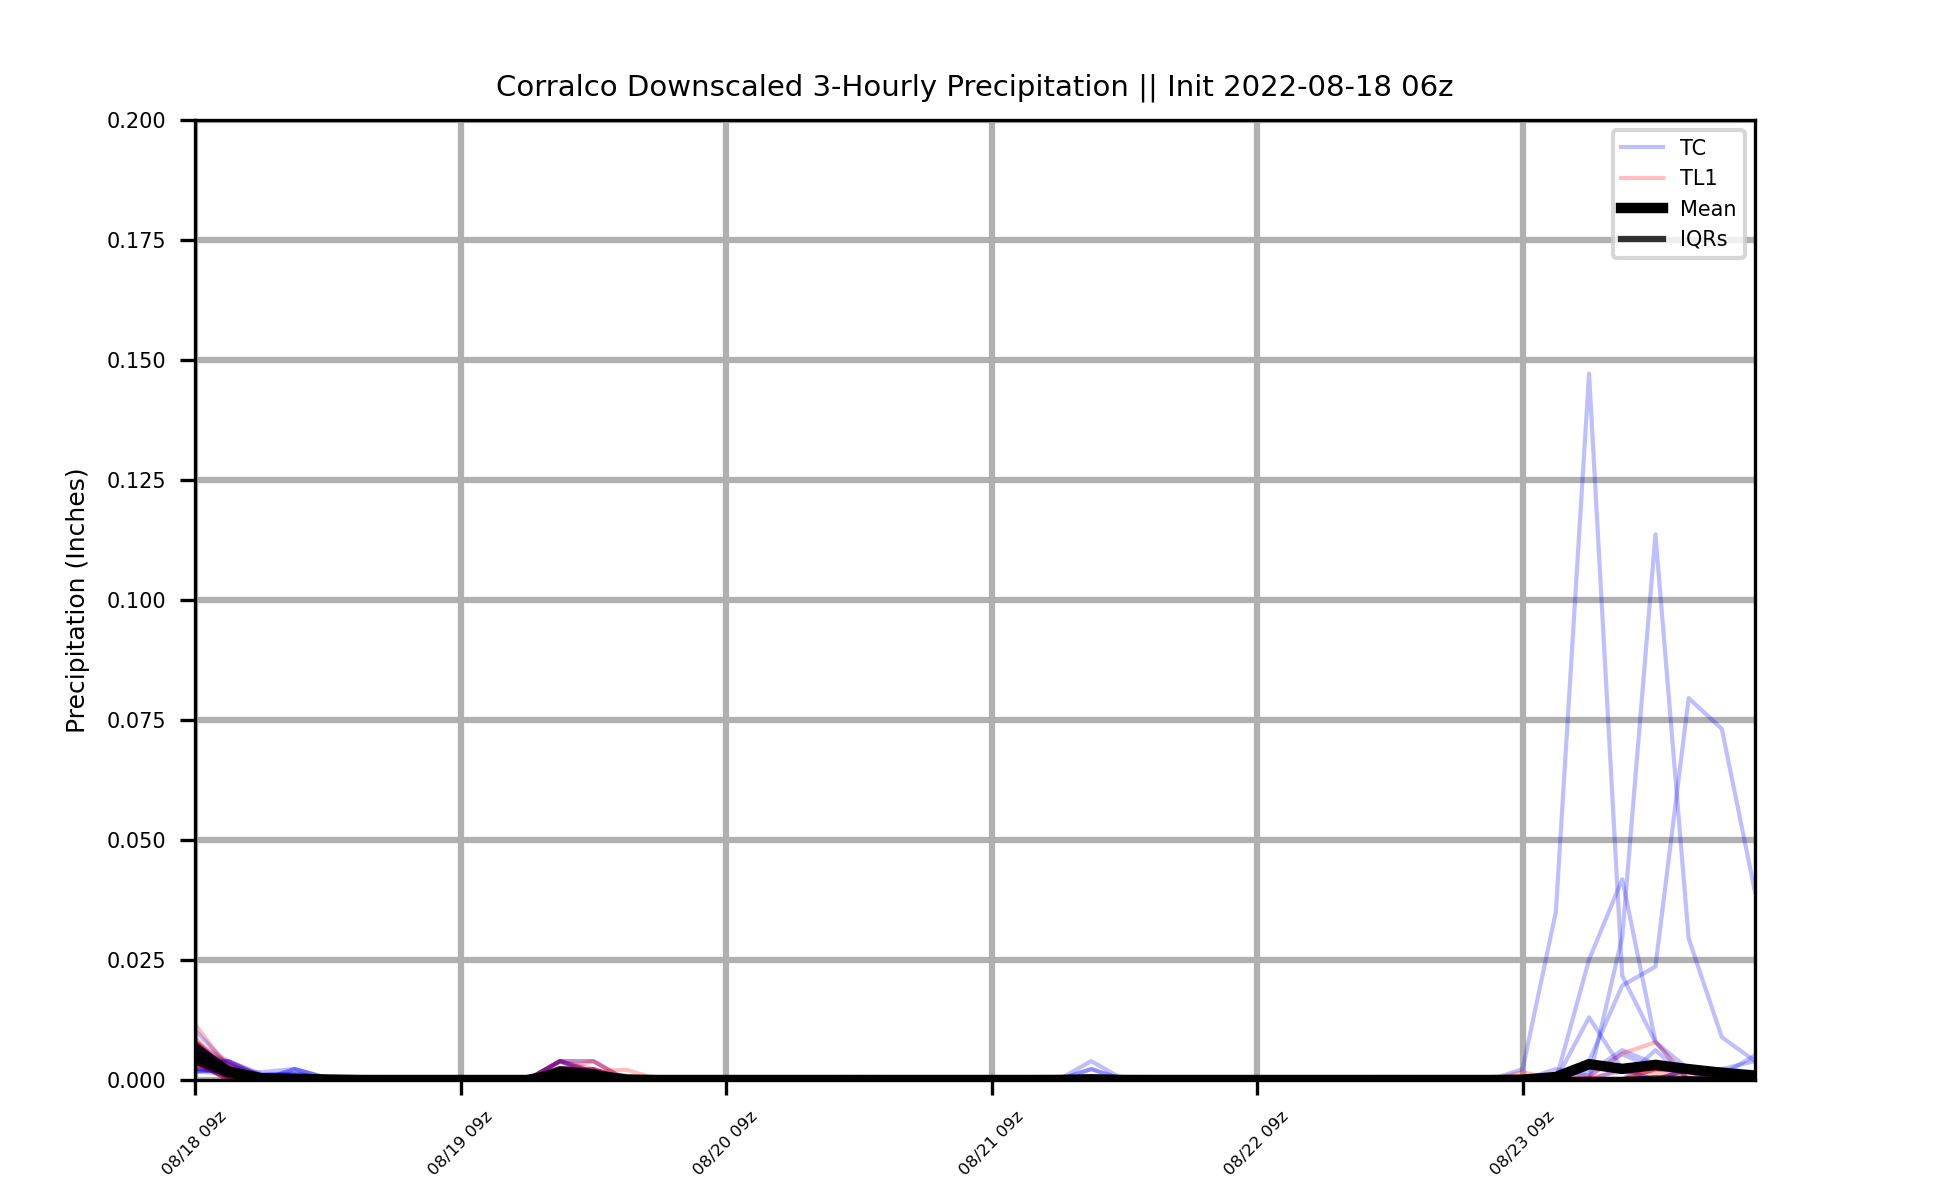 Corralco Downscaled 3-Hourly Precipitation || Init 2022-08-18 06z
TC
TL1
Mean
IQRs
Precipitation (Inches)
0.200
0.175
0.150
0.125
0.100
0.075
0.050
0.025
0.000
08/18 09z
08/19 09z
08/20 09z
08/21 09z
08/22 09z
08/23 09z